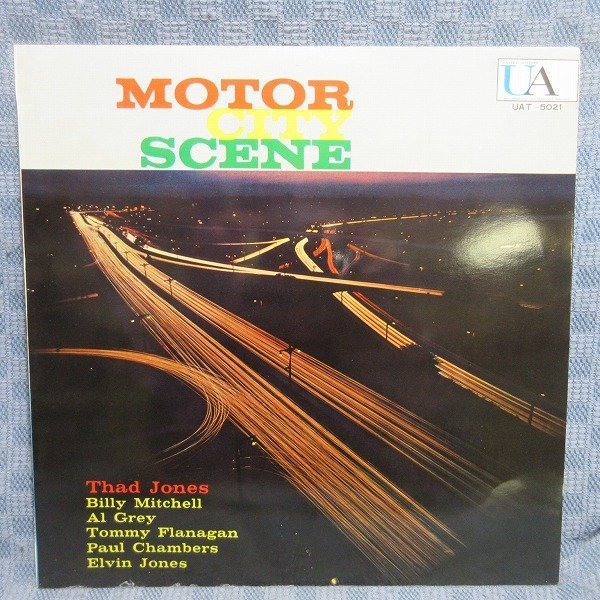 MOTOR
CITY
SCENE
UA
UAT-5021
Thad Jones
Billy Mitchell
Al Grey
Tommy Flanagan
Paul Chambers
Elvin Jones